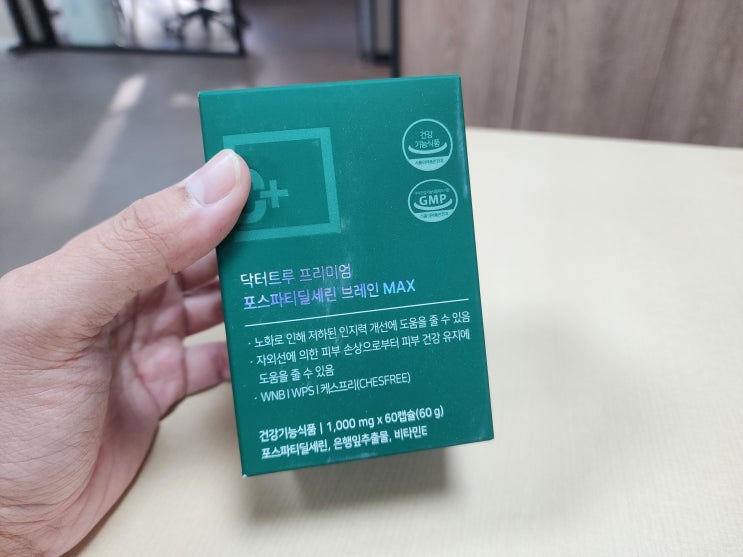 건강
기능식품
GMP
C+
닥터트루 프리미엄
포스파티딜세린 브레인 MAX
· 노화로 인해 저하된 인지력 개선에 도움을 줄 수 있음
· 자외선에 의한 피부 손상으로부터 피부 건강 유지에
도움을 줄 수 있음
· WNB I WPS I 케스프리(CHESFREE)
건강기능식품 | 1,000 mg x 60캡슐(60 g)
포스파티딜세린, 은행잎추출물, 비타민E